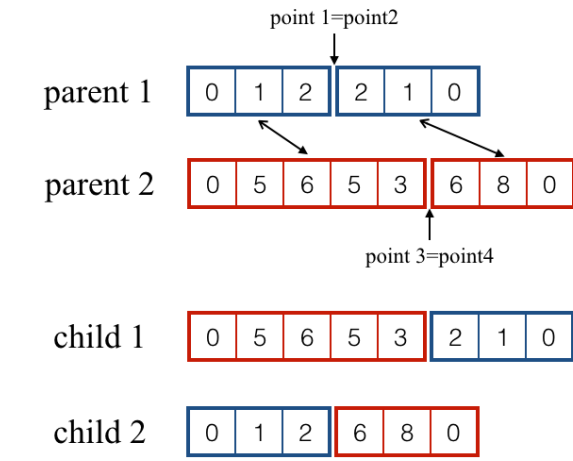 point 1=point2
parent 1 0 1 2 2 1 0
parent 2 0 5 6 5 3 6 8 0
point 3=point4
child 1 0 5 6 5 3 2 1 0
child 2 0 1 2 6 8 0